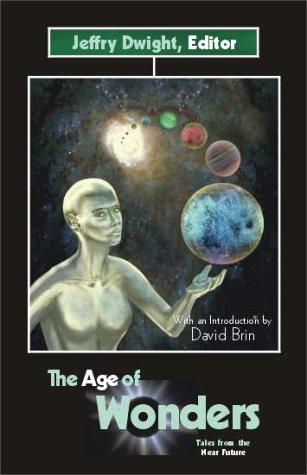 Jeffry Dwight, Editor
With an Introduction by
David Brin
The Age of
Wonders
Tales from the
Near Future